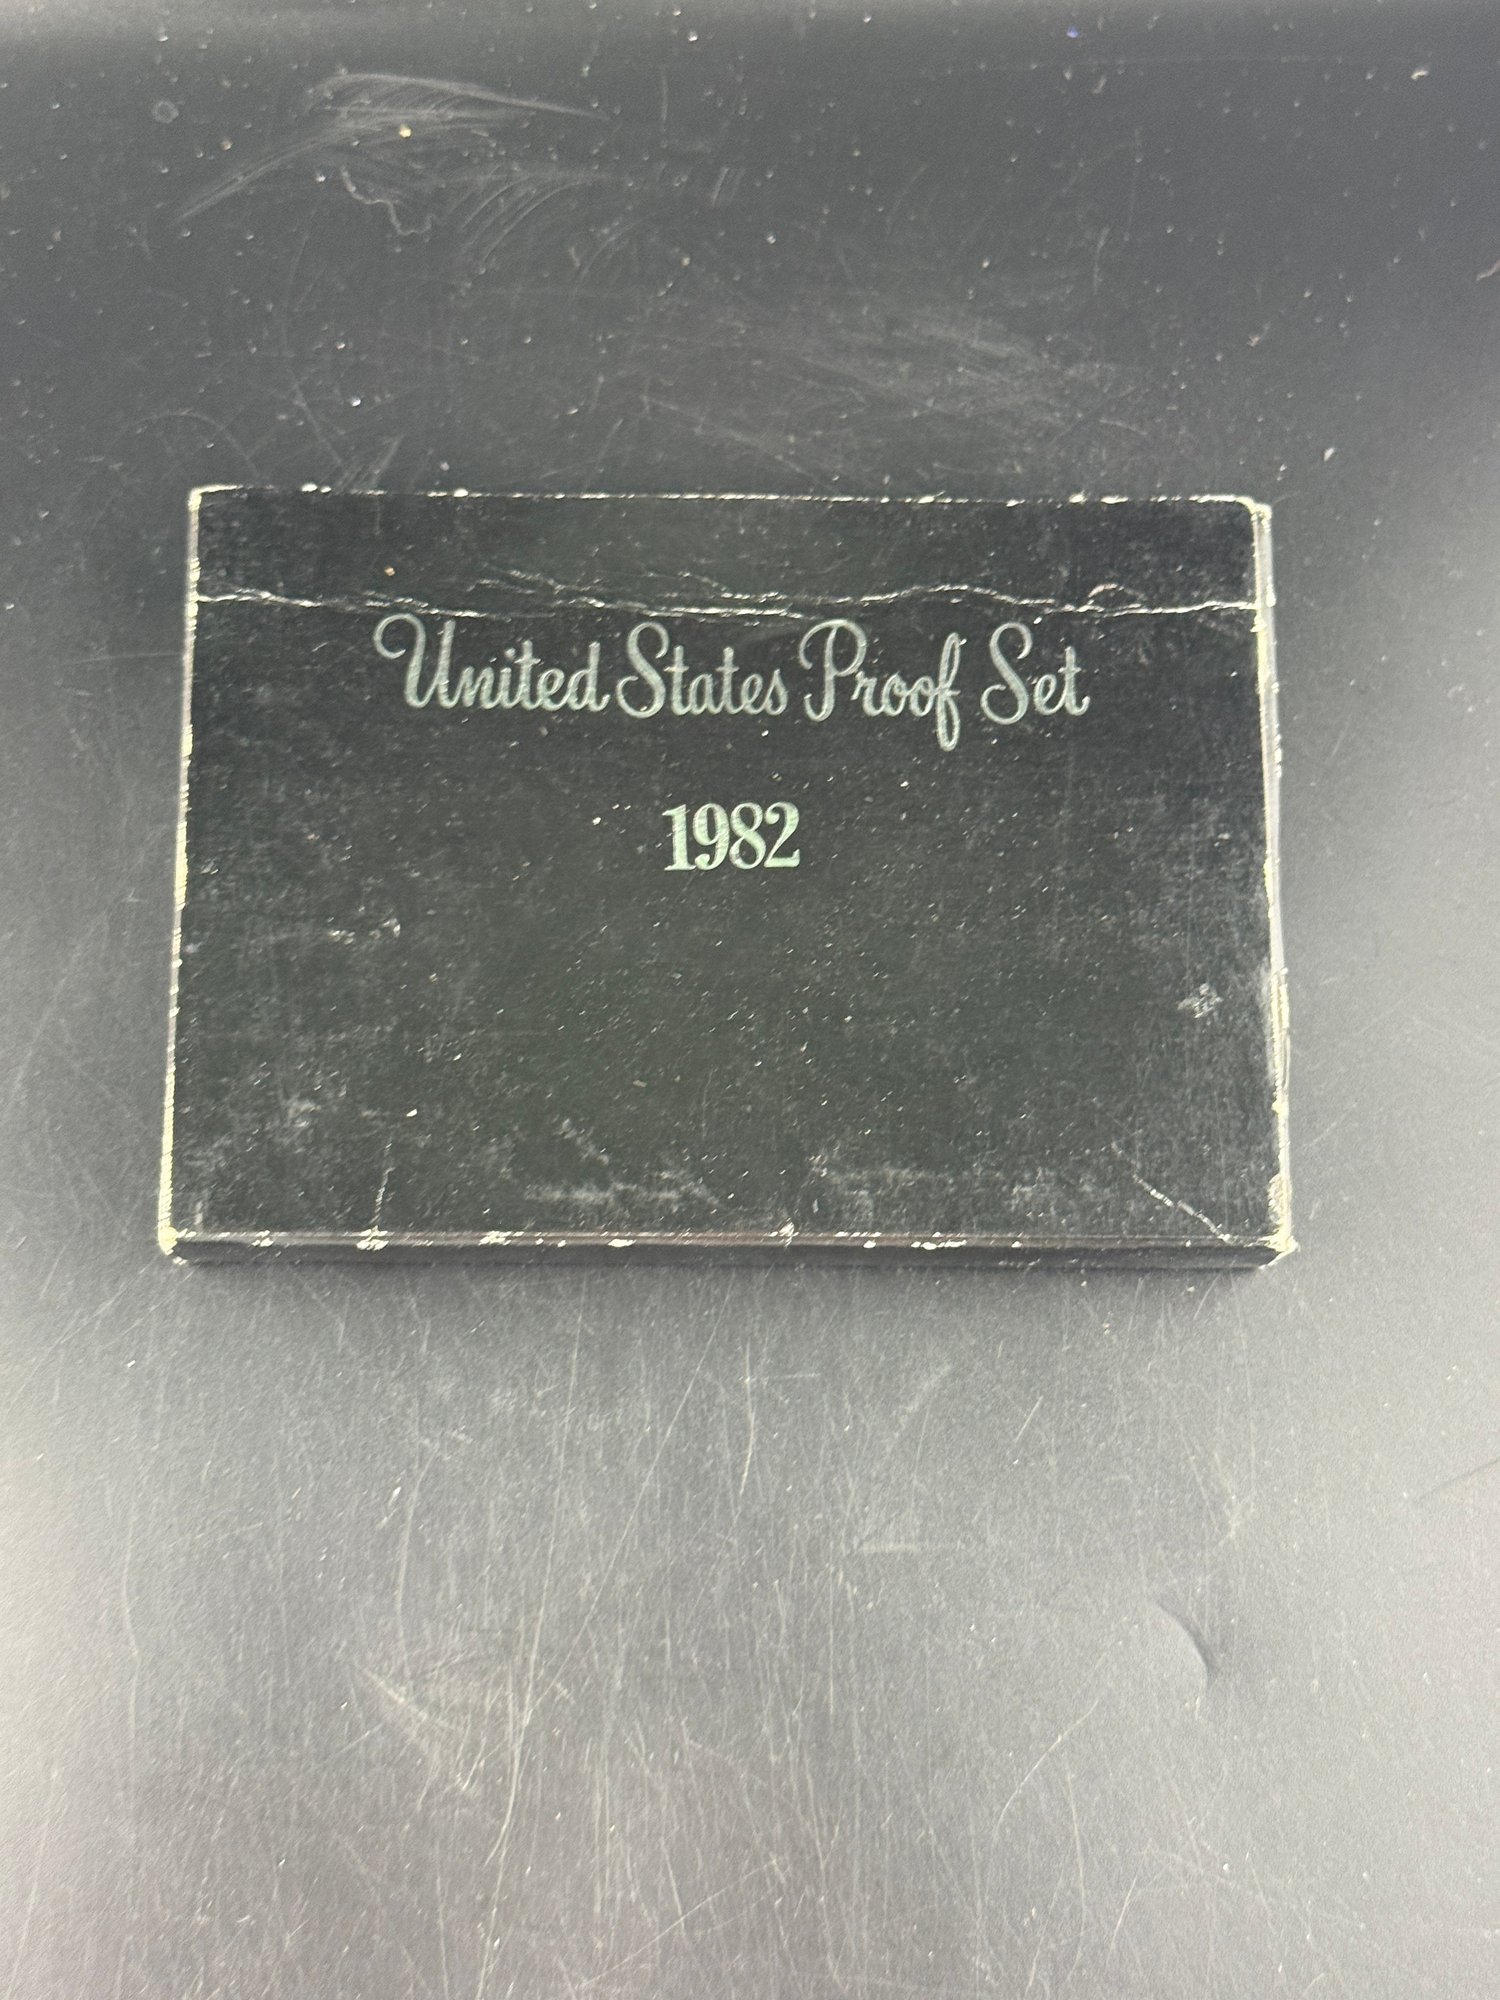 United States Proof Set
1982